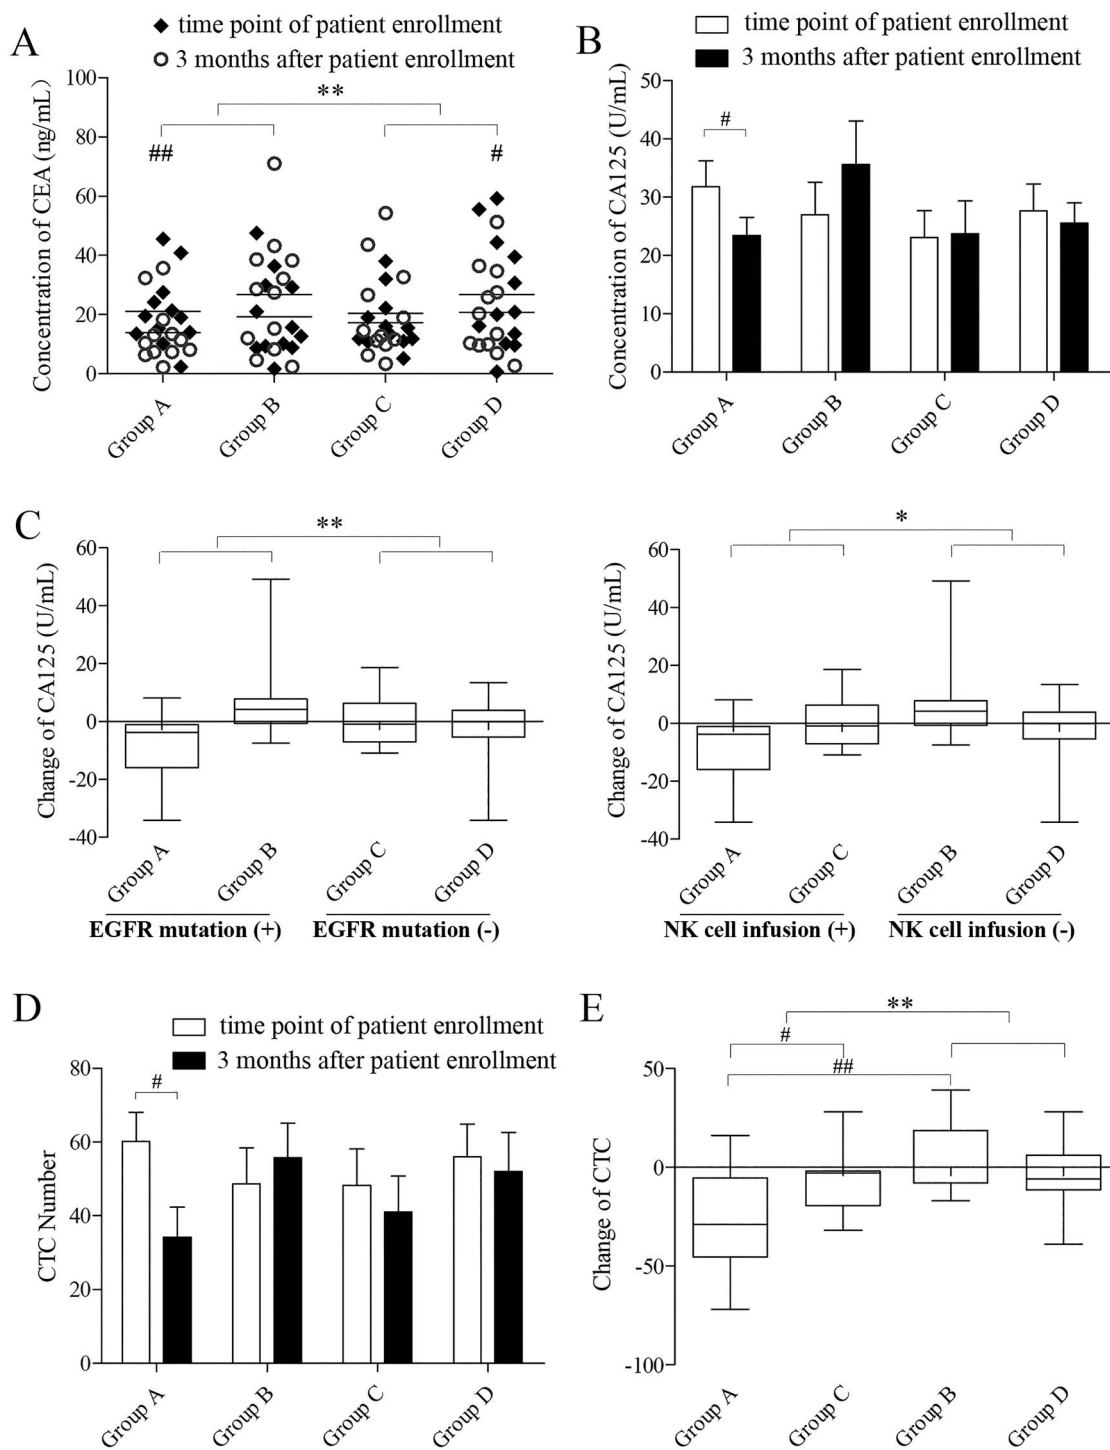 A
◆ time point of patient enrollment
○ 3 months after patient enrollment
Concentration of CEA (ng/mL)
100
80
60
40
20
0
**
##
#
Group A
Group B
Group C
Group D
B
time point of patient enrollment
3 months after patient enrollment
Concentration of CA125 (U/mL)
50
40
30
20
10
0
#
Group A
Group B
Group C
Group D
C
Change of CA125 (U/mL)
60
40
20
0
-20
-40
**
Group A
Group B
Group C
Group D
EGFR mutation (+)
EGFR mutation (-)
Change of CA125 (U/mL)
60
40
20
0
-20
-40
*
Group A
Group C
Group B
Group D
NK cell infusion (+)
NK cell infusion (-)
D
time point of patient enrollment
3 months after patient enrollment
CTC Number
80
60
40
20
0
#
Group A
Group B
Group C
Group D
E
Change of CTC
50
0
-50
-100
**
#
##
Group A
Group C
Group B
Group D